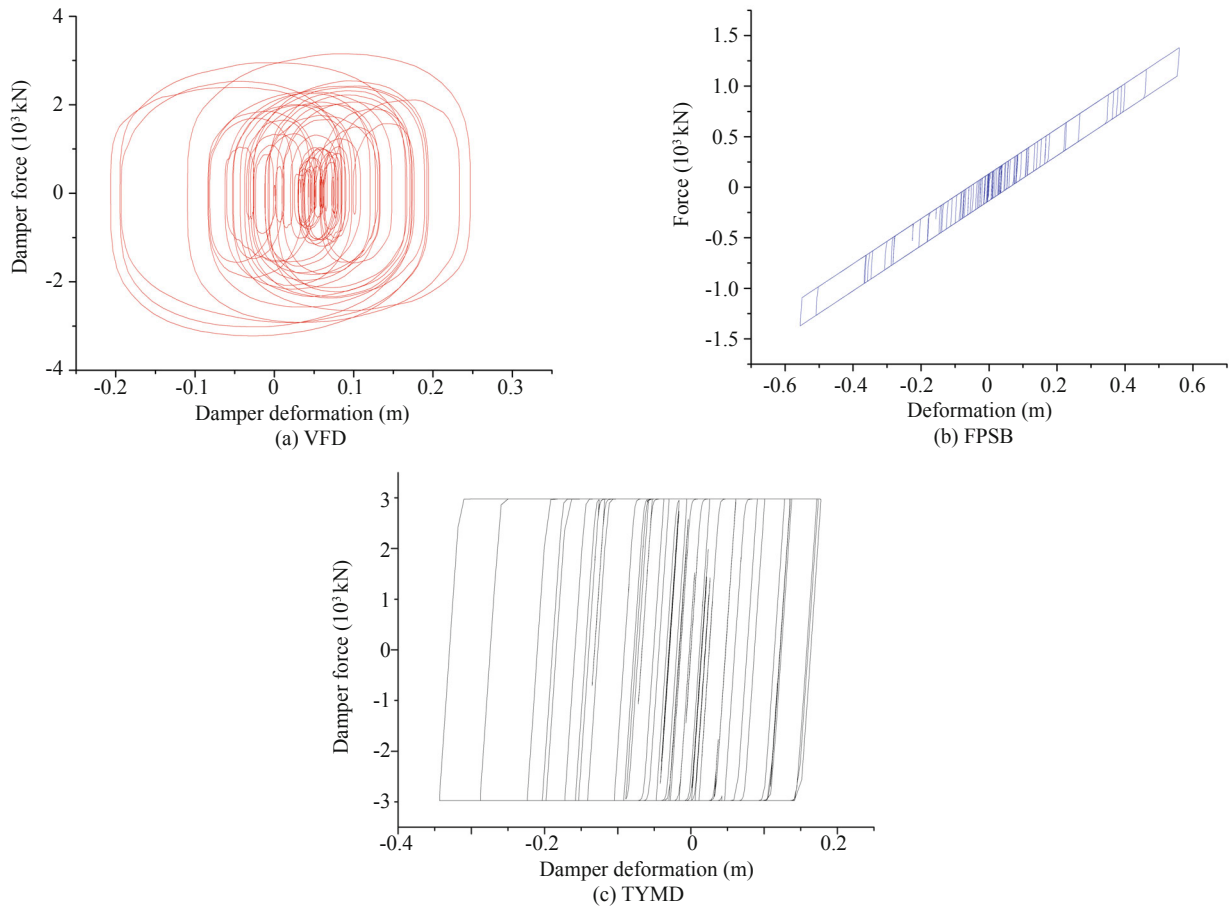 4
2
0
-2
-4
Damper force (10³ kN)
-0.2 -0.1 0 0.1 0.2 0.3
Damper deformation (m)
(a) VFD
1.5
1.0
0.5
0
-0.5
-1.0
-1.5
Force (10³ kN)
-0.6 -0.4 -0.2 0 0.2 0.4 0.6
Deformation (m)
(b) FPSB
3
2
1
0
-1
-2
-3
Damper force (10³ kN)
-0.4 -0.2 0 0.2
Damper deformation (m)
(c) TYMD